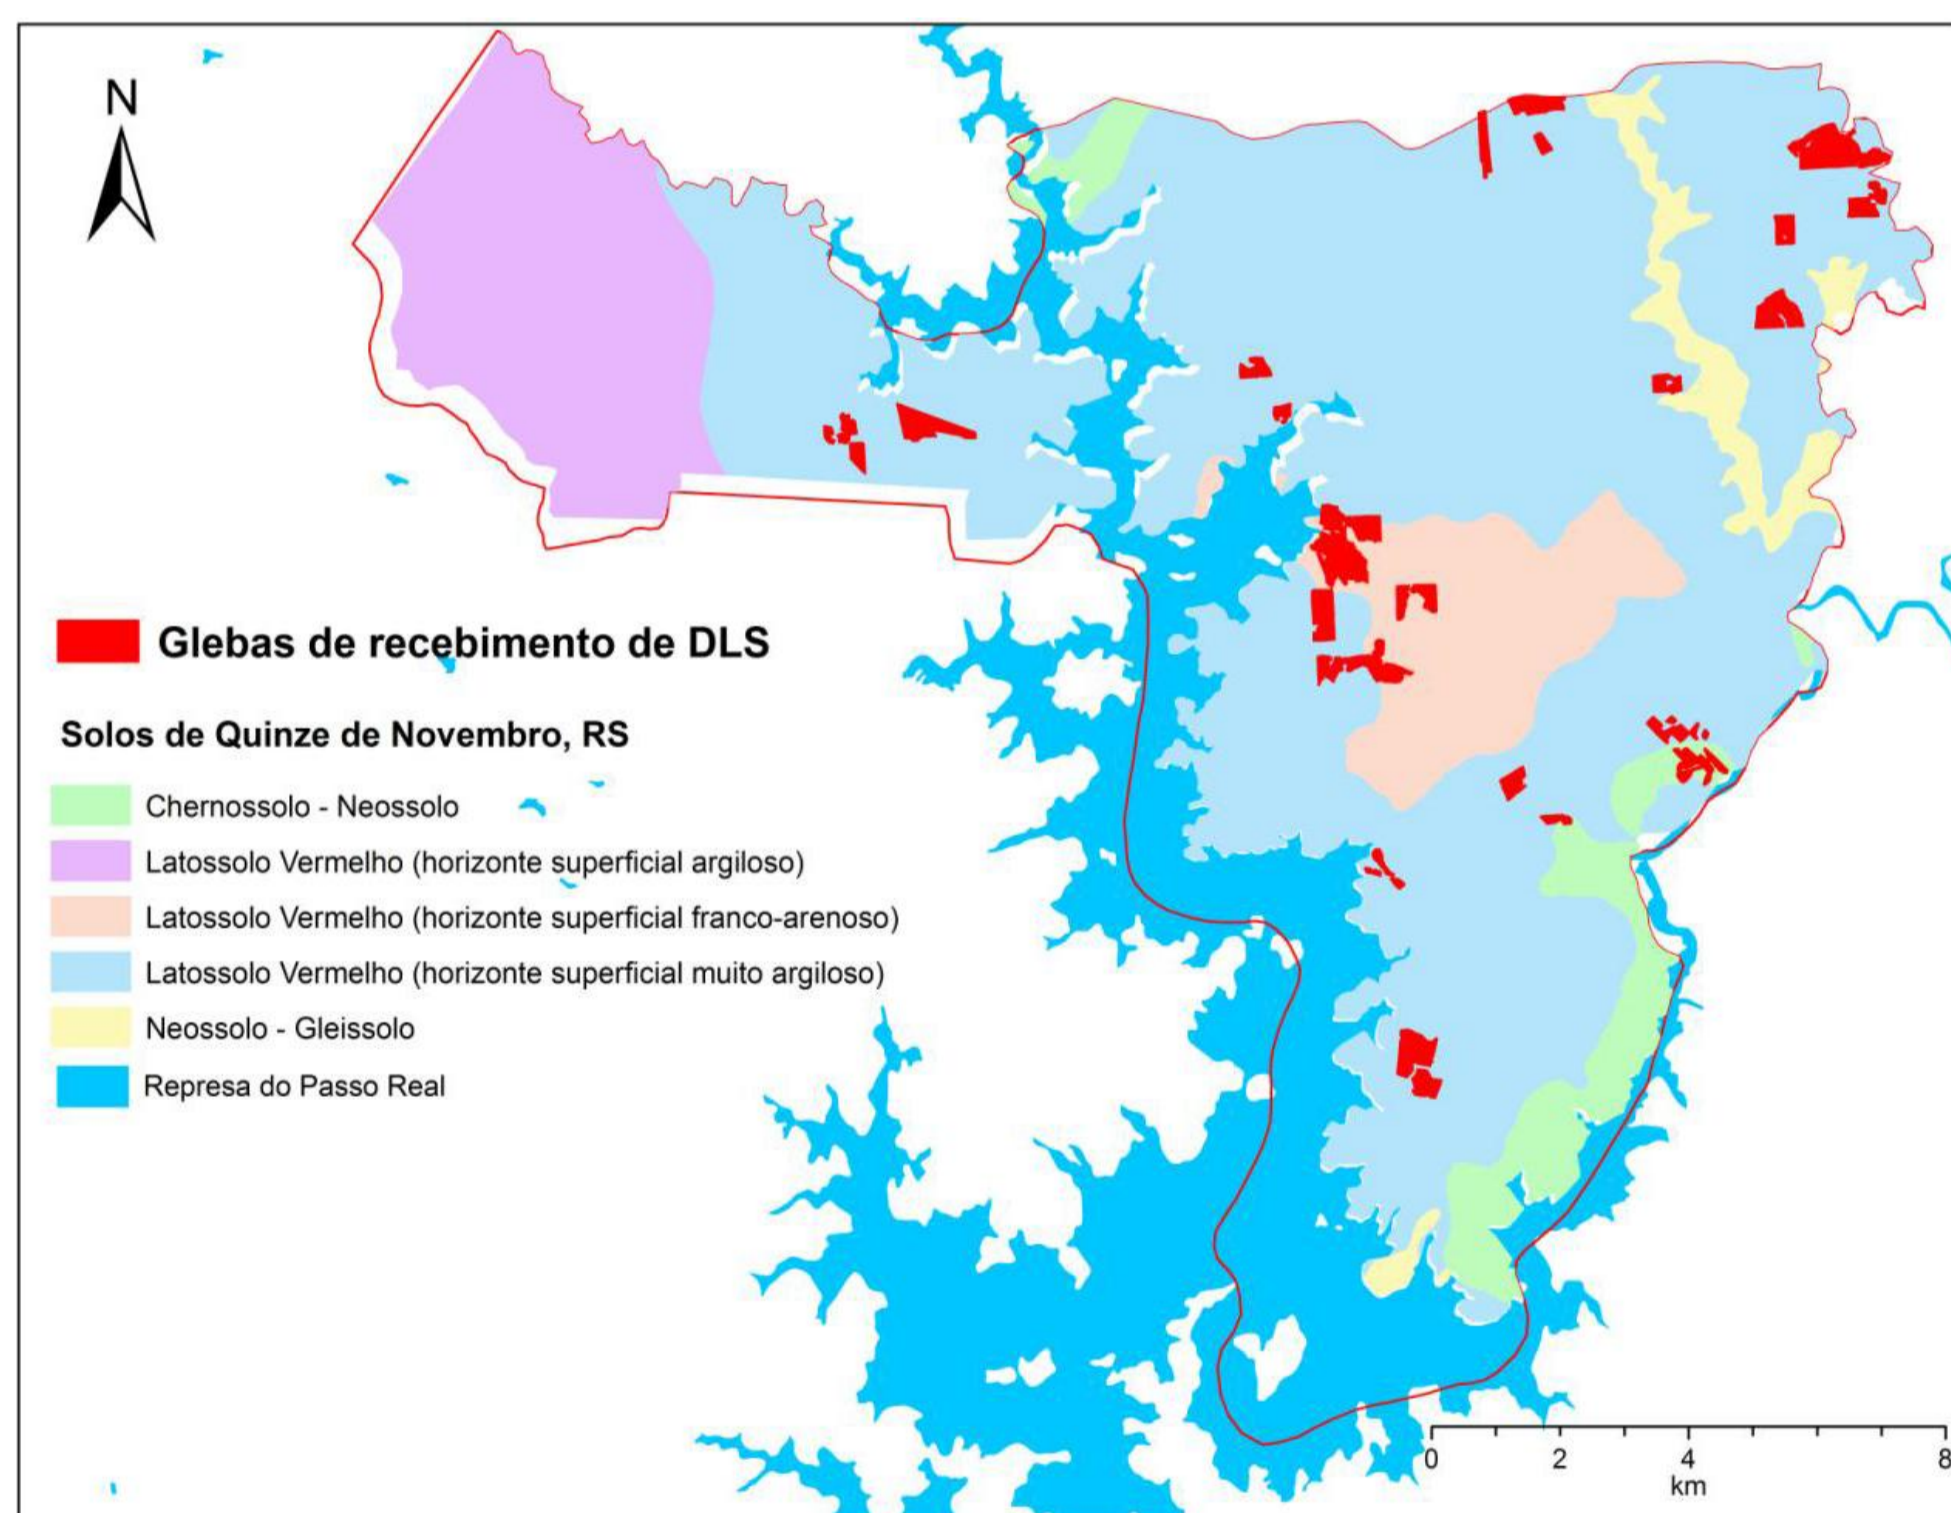 N
Glebas de recebimento de DLS
Solos de Quinze de Novembro, RS
Chernossolo - Neossolo
Latossolo Vermelho (horizonte superficial argiloso)
Latossolo Vermelho (horizonte superficial franco-arenoso)
Latossolo Vermelho (horizonte superficial muito argiloso)
Neossolo - Gleissolo
Represa do Passo Real
0 2 4 8
km